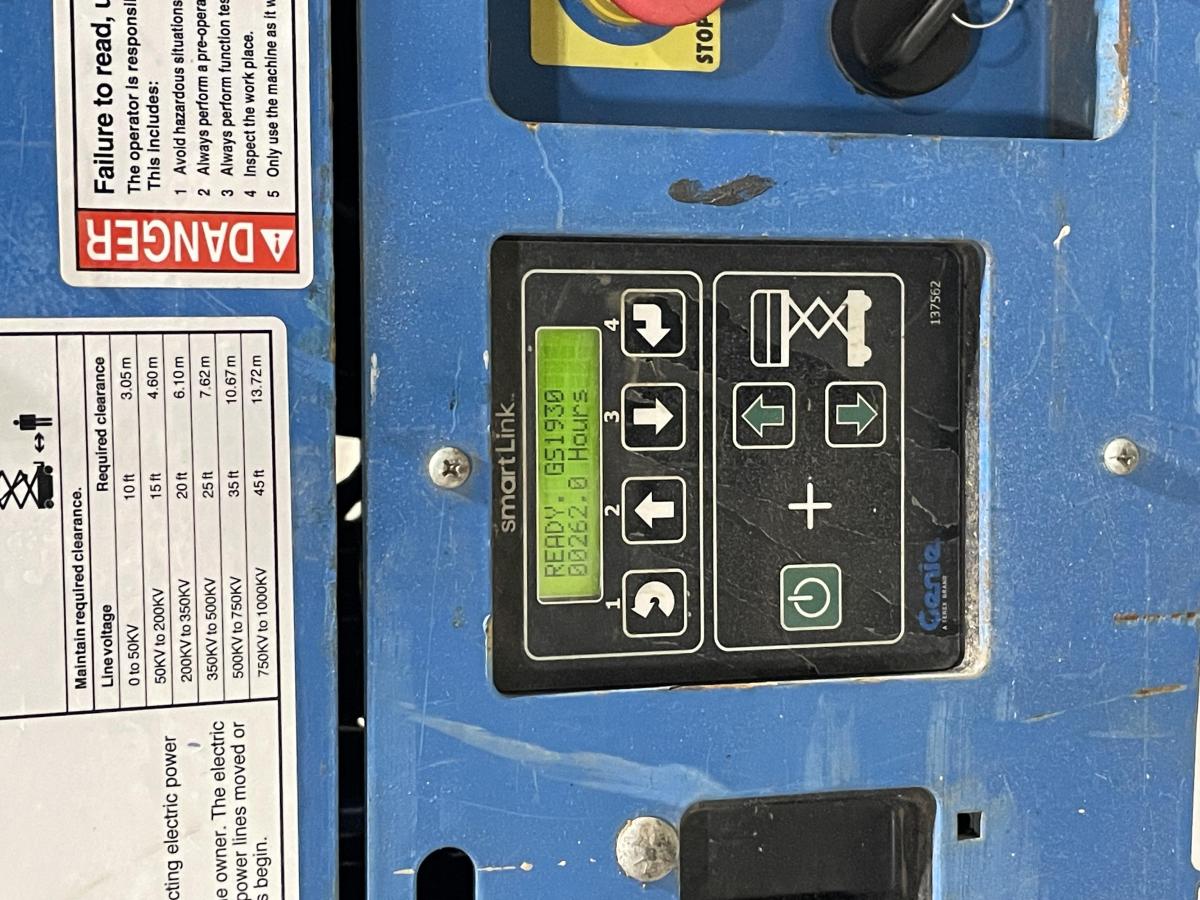 Failure to read, u
The operator is responsi
This includes:
1 Avoid hazardous situations
2 Always perform a pre-opera
3 Always perform function tes
4 Inspect the work place.
5 Only use the machine as it w
DANGER
Maintain required clearance.
Line voltage Required clearance
0 to 50KV 10 ft 3.05 m
50KV to 200KV 15 ft 4.60 m
200KV to 350KV 20 ft 6.10 m
350KV to 500KV 25 ft 7.62 m
500KV to 750KV 35 ft 10.67 m
750KV to 1000KV 45 ft 13.72 m
cting electric power
e owner. The electric
power lines moved or
s begin.
STOP
smartLink™
READY: GS1930
00262.0 Hours
1 2 3 4
+
Genie
A TEREX BRAND
137562